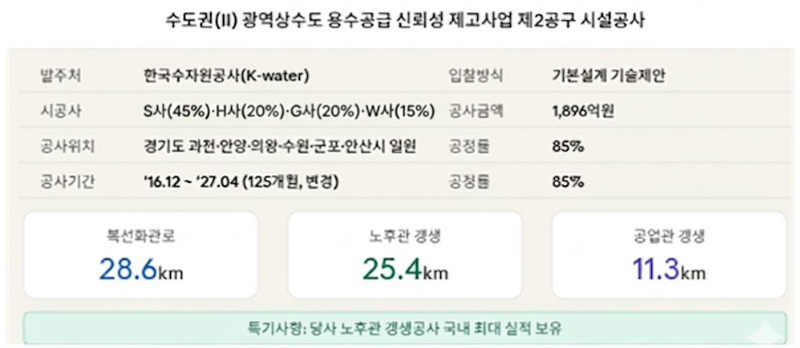 수도권(II) 광역상수도 용수공급 신뢰성 제고사업 제2공구 시설공사
발주처 한국수자원공사(K-water) 입찰방식 기본설계 기술제안
시공사 S사(45%)·H사(20%)·G사(20%)·W사(15%) 공사금액 1,896억원
공사위치 경기도 과천·안양·의왕·수원·군포·안산시 일원 공정률 85%
공사기간 '16.12 ~ '27.04 (125개월, 변경) 공정률 85%
복선화관로 노후관 갱생 공업관 갱생
28.6km 25.4km 11.3km
특기사항: 당사 노후관 갱생공사 국내 최대 실적 보유